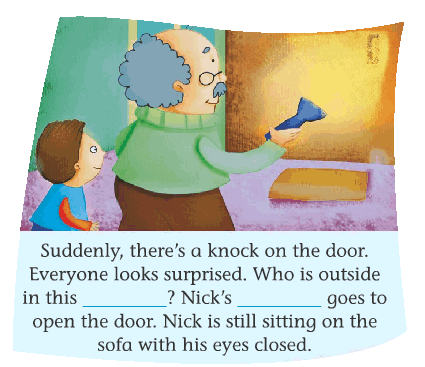 Suddenly, there's a knock on the door.
Everyone looks surprised. Who is outside
in this _________? Nick's _________ goes to
open the door. Nick is still sitting on the
sofa with his eyes closed.